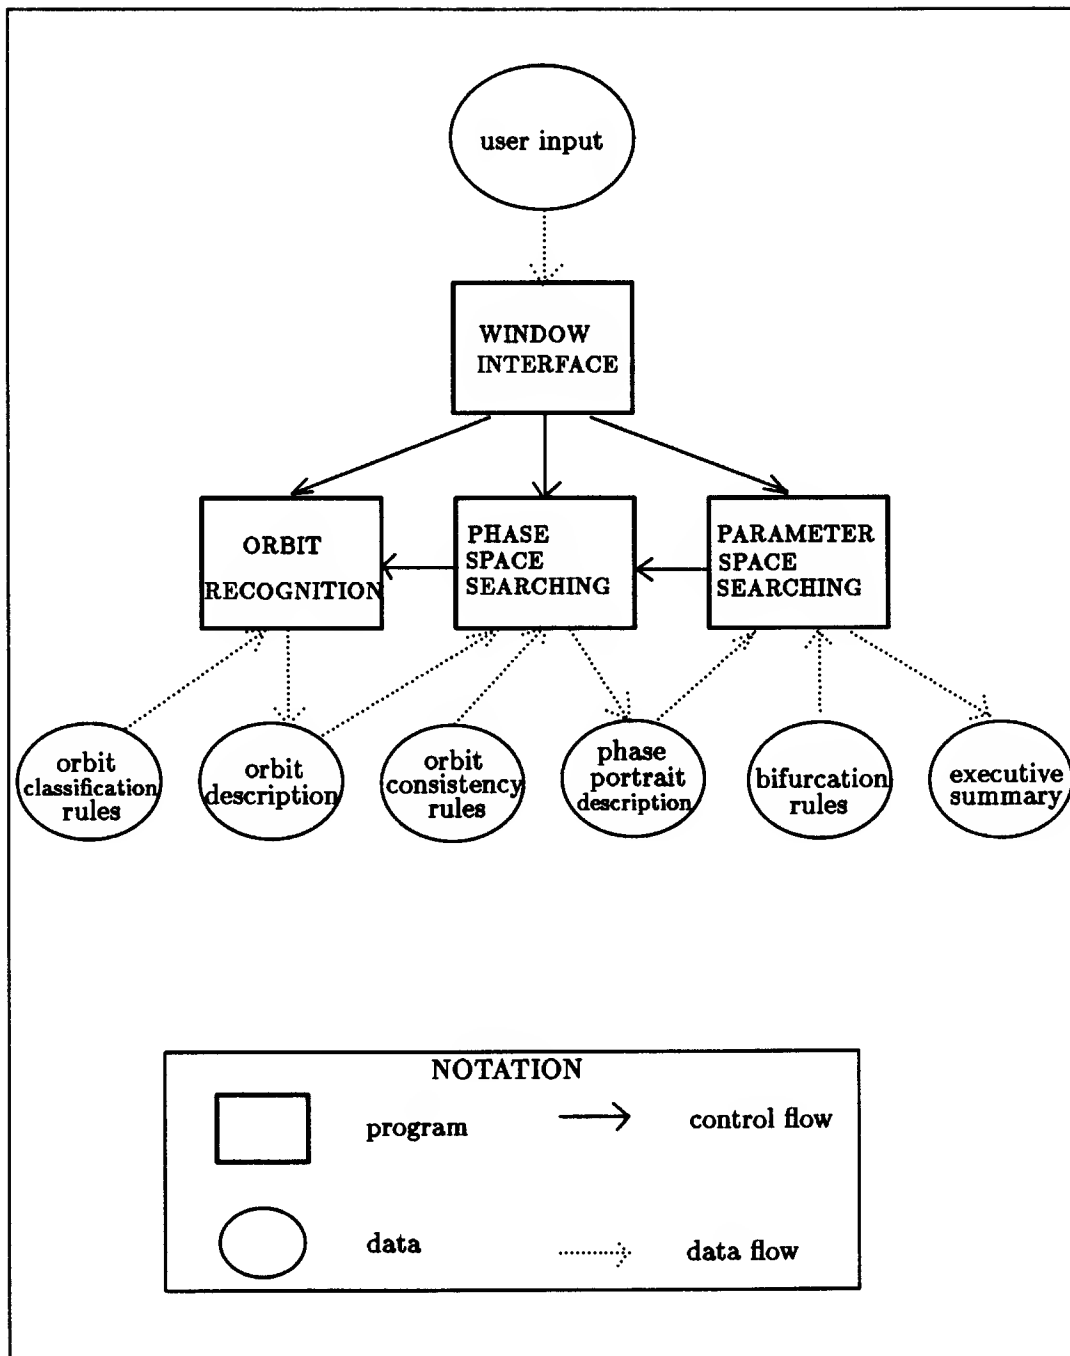 user input
WINDOW
INTERFACE
ORBIT
RECOGNITION
PHASE
SPACE
SEARCHING
PARAMETER
SPACE
SEARCHING
orbit
classification
rules
orbit
description
orbit
consistency
rules
phase
portrait
description
bifurcation
rules
executive
summary
NOTATION
program
control flow
data
data flow